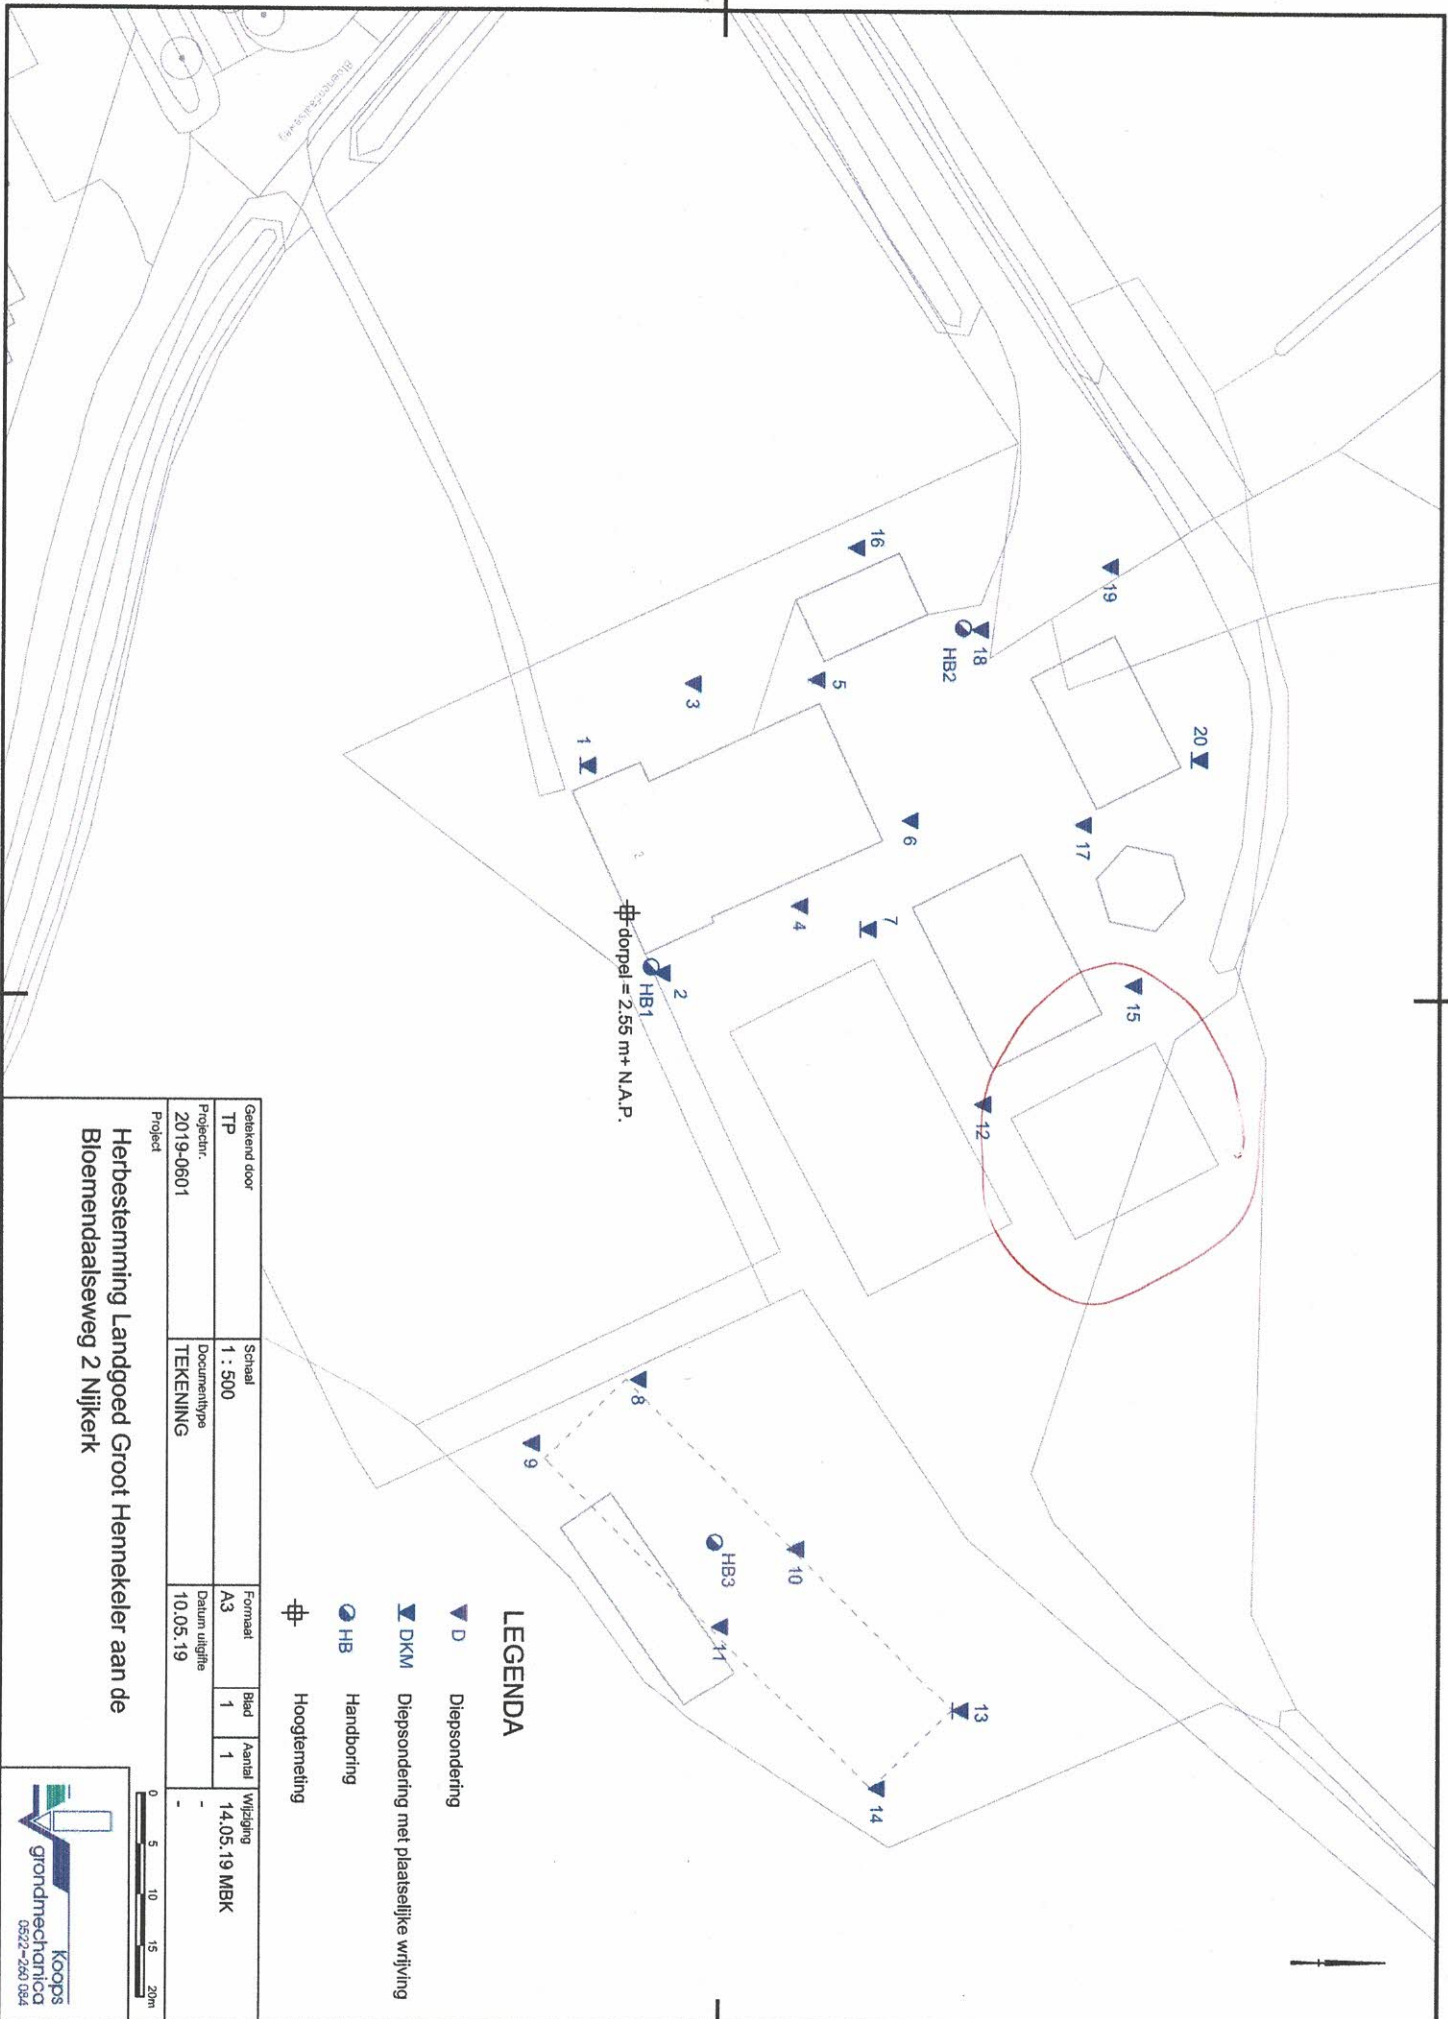 Bloemendaalseweg
19
20
16
18
HB2
17
15
5
3
6
1
7
4
12
2
HB1
dorpel = 2.55 m+ N.A.P.
13
8
10
14
HB3
9
11
LEGENDA
D Diepsondering
DKM Diepsondering met plaatselijke wrijving
HB Handboring
Hoogtemeting
Getekend door Schaal Formaat Blad Aantal Wijziging
TP 1 : 500 A3 1 1 14.05.19 MBK
Projectnr. Documenttype Datum uitgifte -
2019-0601 TEKENING 10.05.19 -
Project
0 5 10 15 20m
Herbestemming Landgoed Groot Hennekeler aan de
Bloemendaalseweg 2 Nijkerk
Koops
grondmechanica
0522-260 084